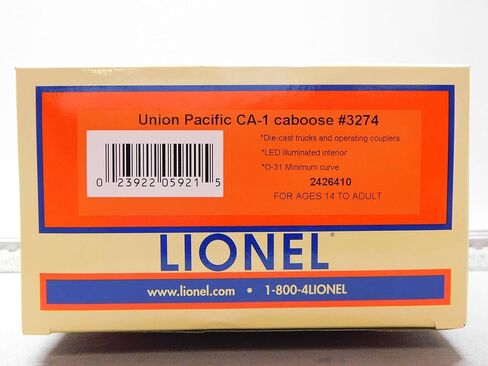 Union Pacific CA-1 caboose #3274
*Die-cast trucks and operating couplers
*LED illuminated interior
*O-31 Minimum curve
0 23922 05921 5
2426410
FOR AGES 14 TO ADULT
LIONEL®
www.lionel.com • 1-800-4LIONEL